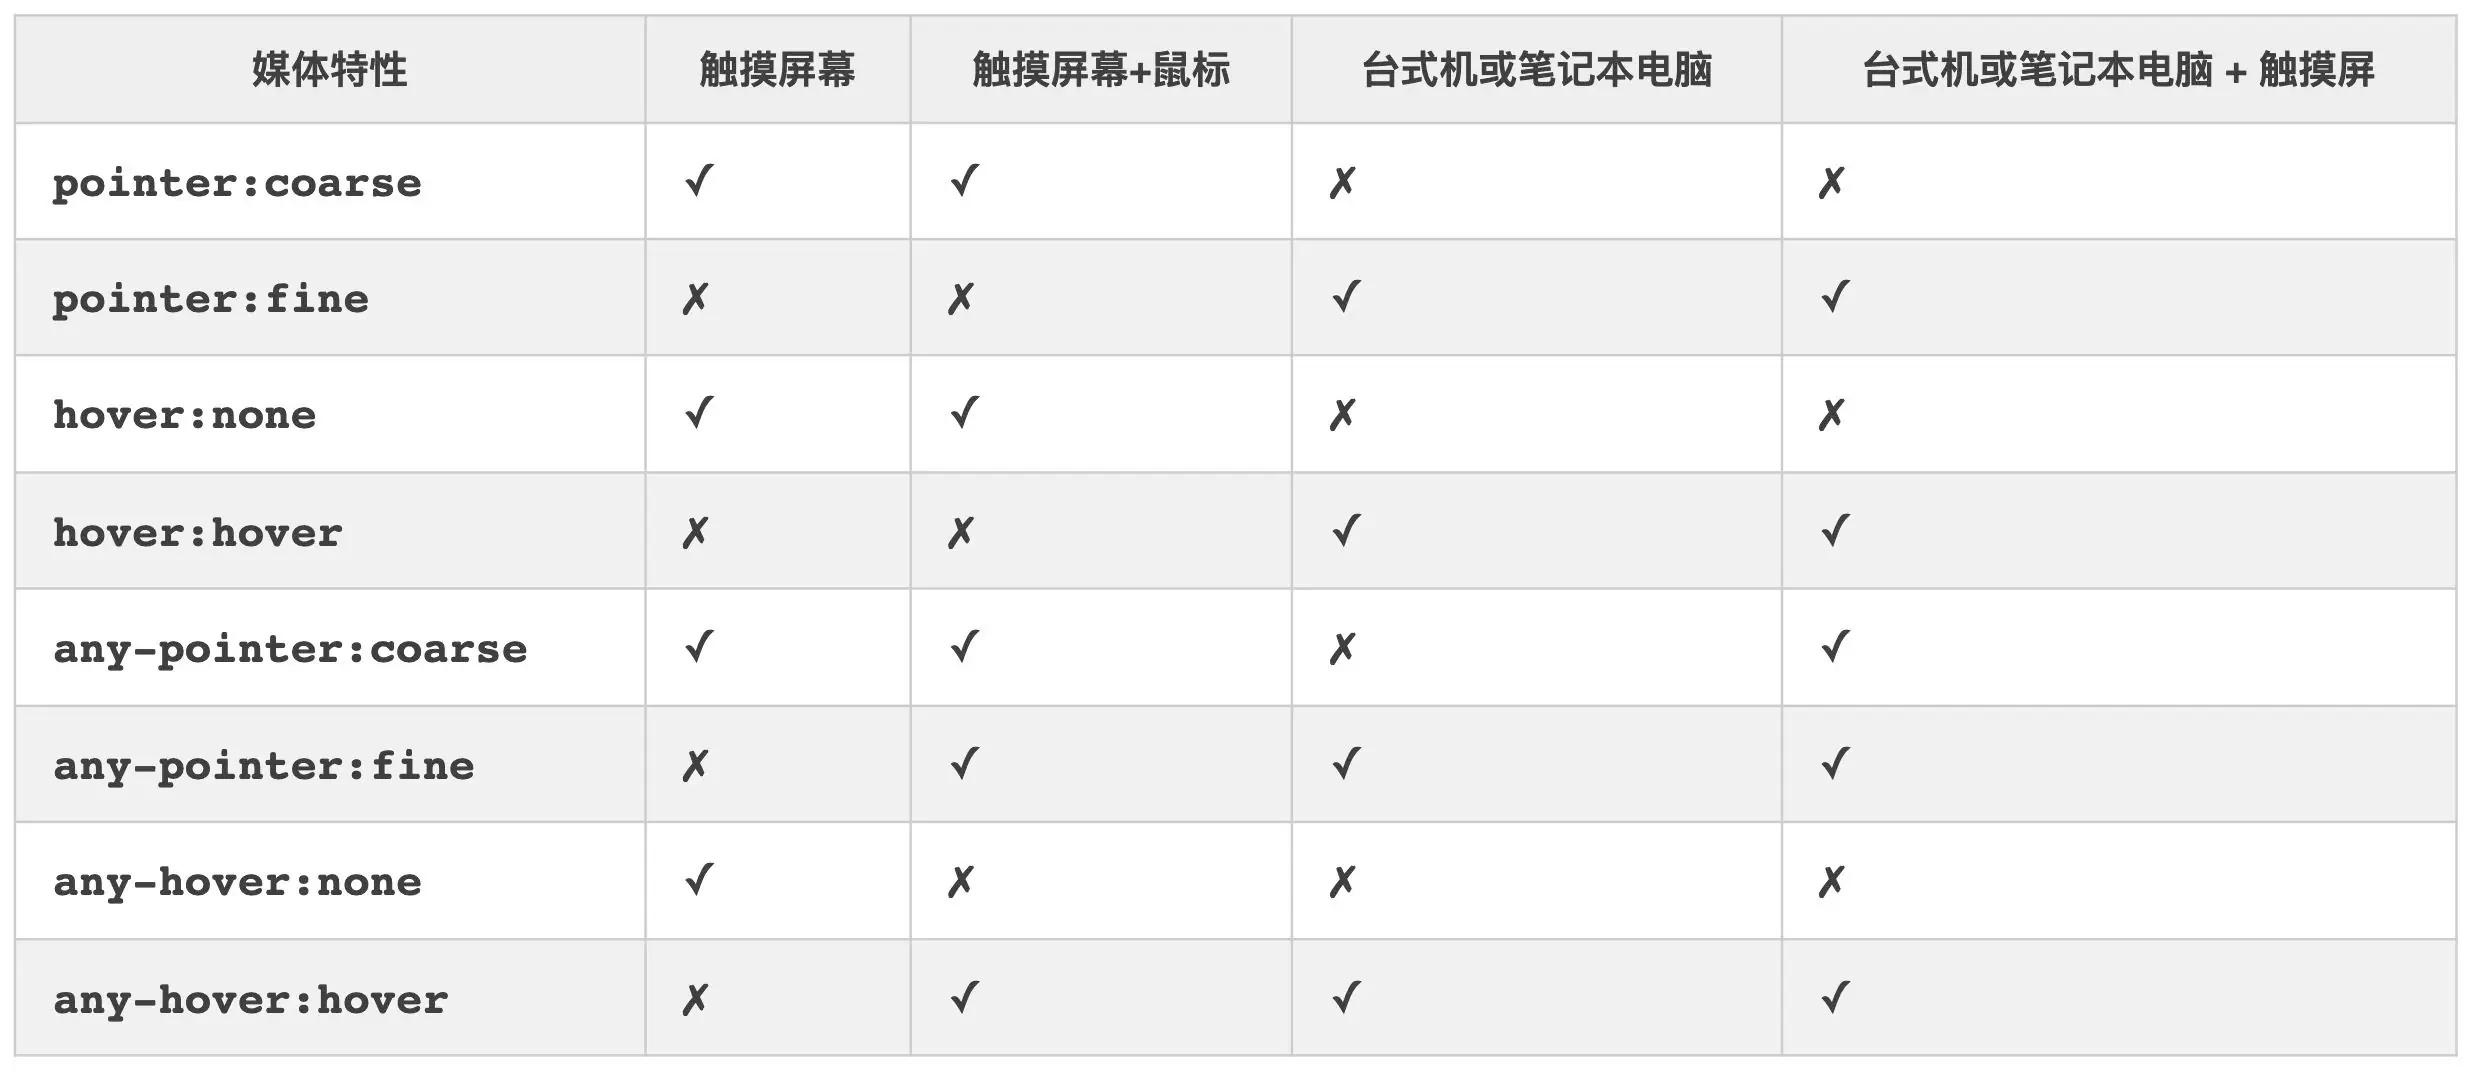 媒体特性 触摸屏幕 触摸屏幕+鼠标 台式机或笔记本电脑 台式机或笔记本电脑 + 触摸屏
pointer:coarse ✓ ✓ ✗ ✗
pointer:fine ✗ ✗ ✓ ✓
hover:none ✓ ✓ ✗ ✗
hover:hover ✗ ✗ ✓ ✓
any-pointer:coarse ✓ ✓ ✗ ✓
any-pointer:fine ✗ ✓ ✓ ✓
any-hover:none ✓ ✗ ✗ ✗
any-hover:hover ✗ ✓ ✓ ✓